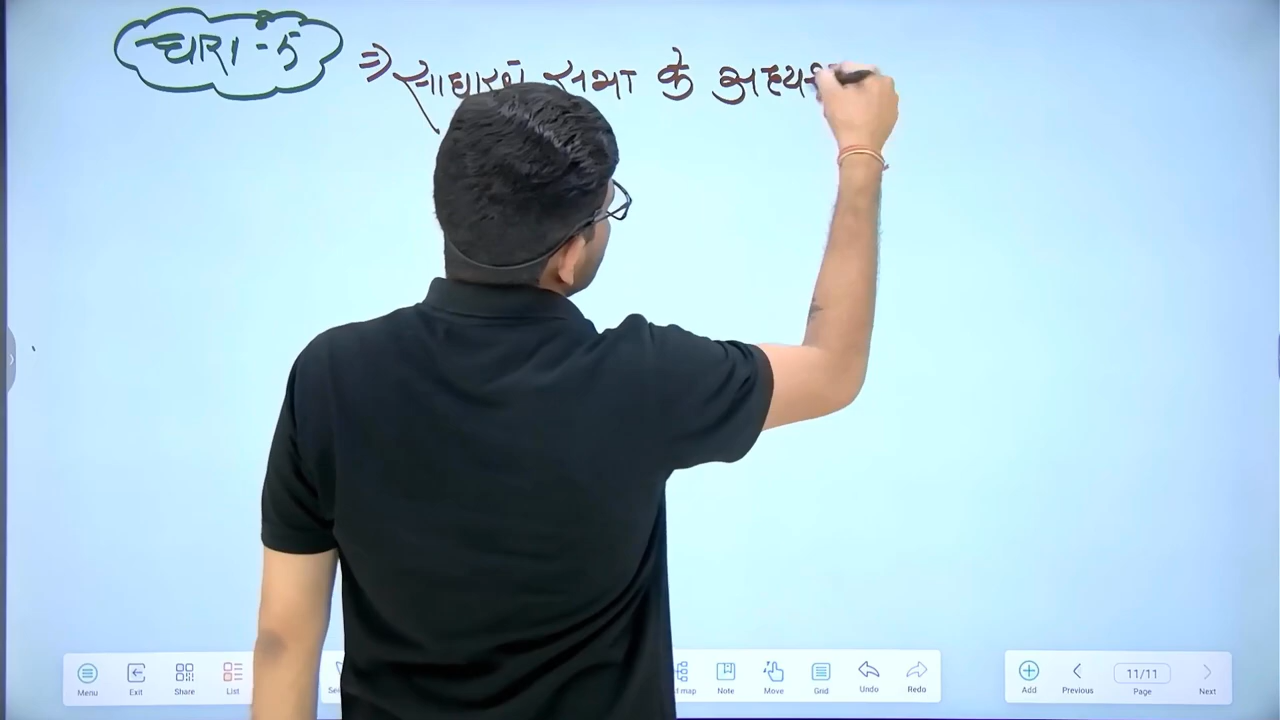 धारा-5 ⇒ साधारण सभा के
Menu
Exit
Share
List
Note
Move
Grid
Undo
Redo
Add
Previous
11/11
Page
Next